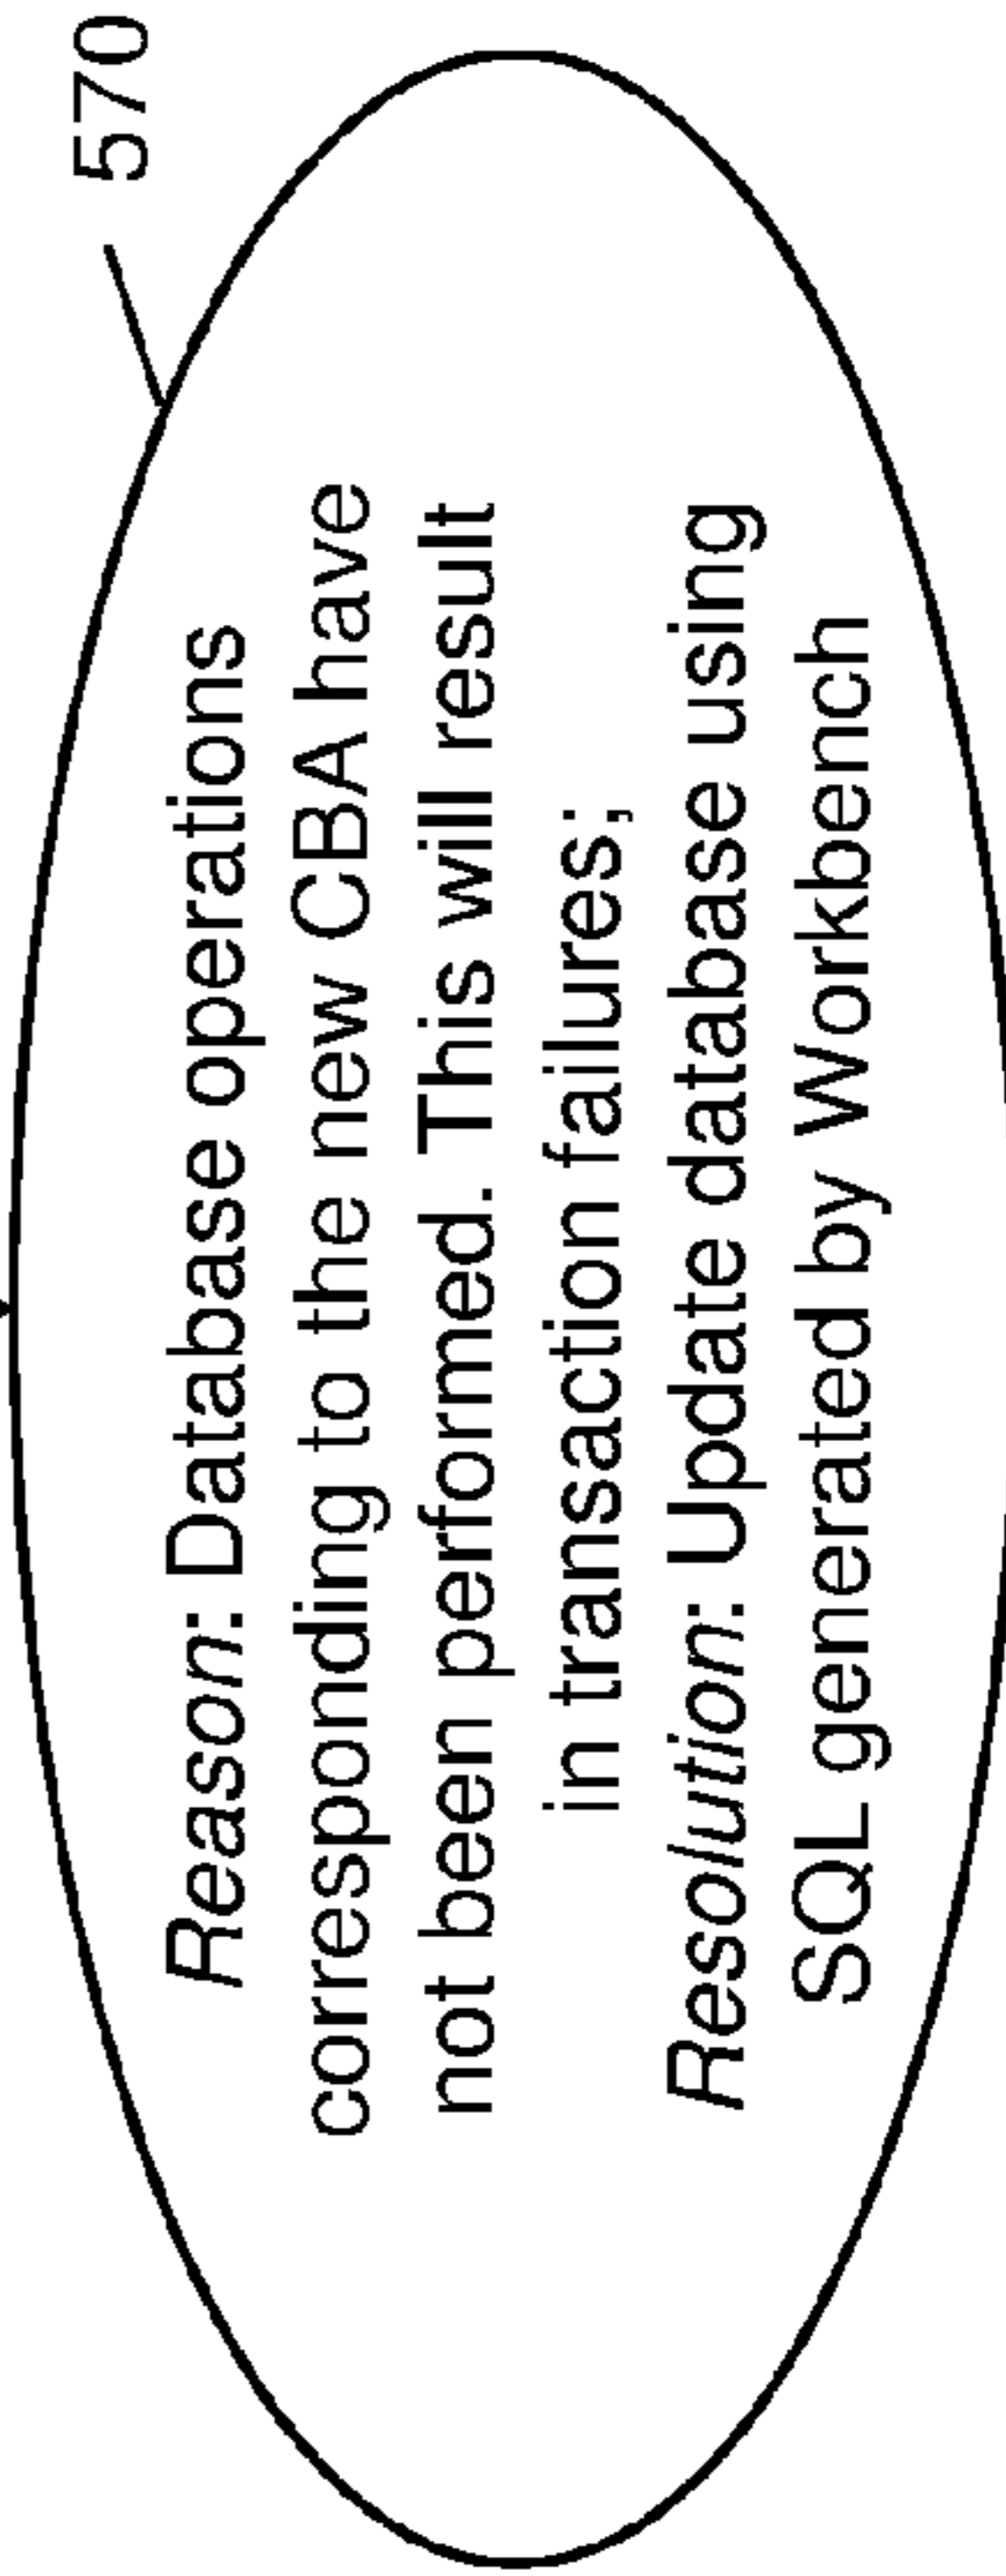 570
Reason: Database operations
corresponding to the new CBA have
not been performed. This will result
in transaction failures;
Resolution: Update database using
SQL generated by Workbench